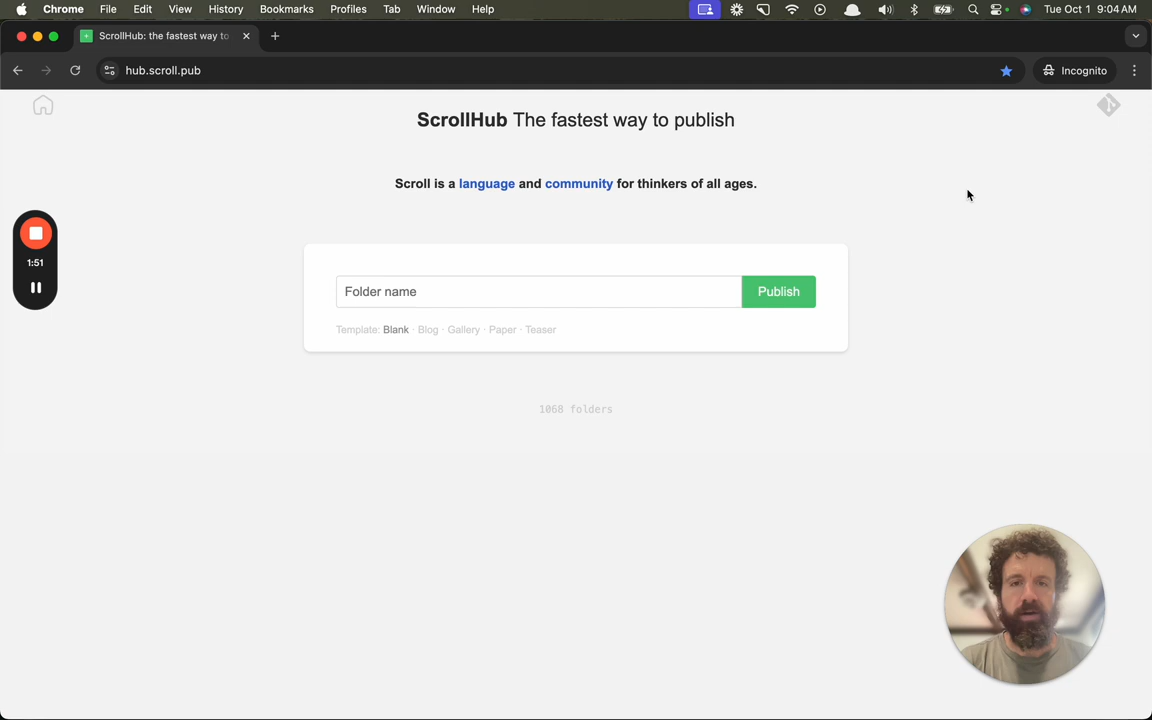 Chrome File Edit View History Bookmarks Profiles Tab Window Help Tue Oct 1 9:04 AM
ScrollHub: the fastest way to
hub.scroll.pub Incognito
ScrollHub The fastest way to publish
Scroll is a language and community for thinkers of all ages.
1:51
Folder name Publish
Template: Blank · Blog · Gallery · Paper · Teaser
1068 folders